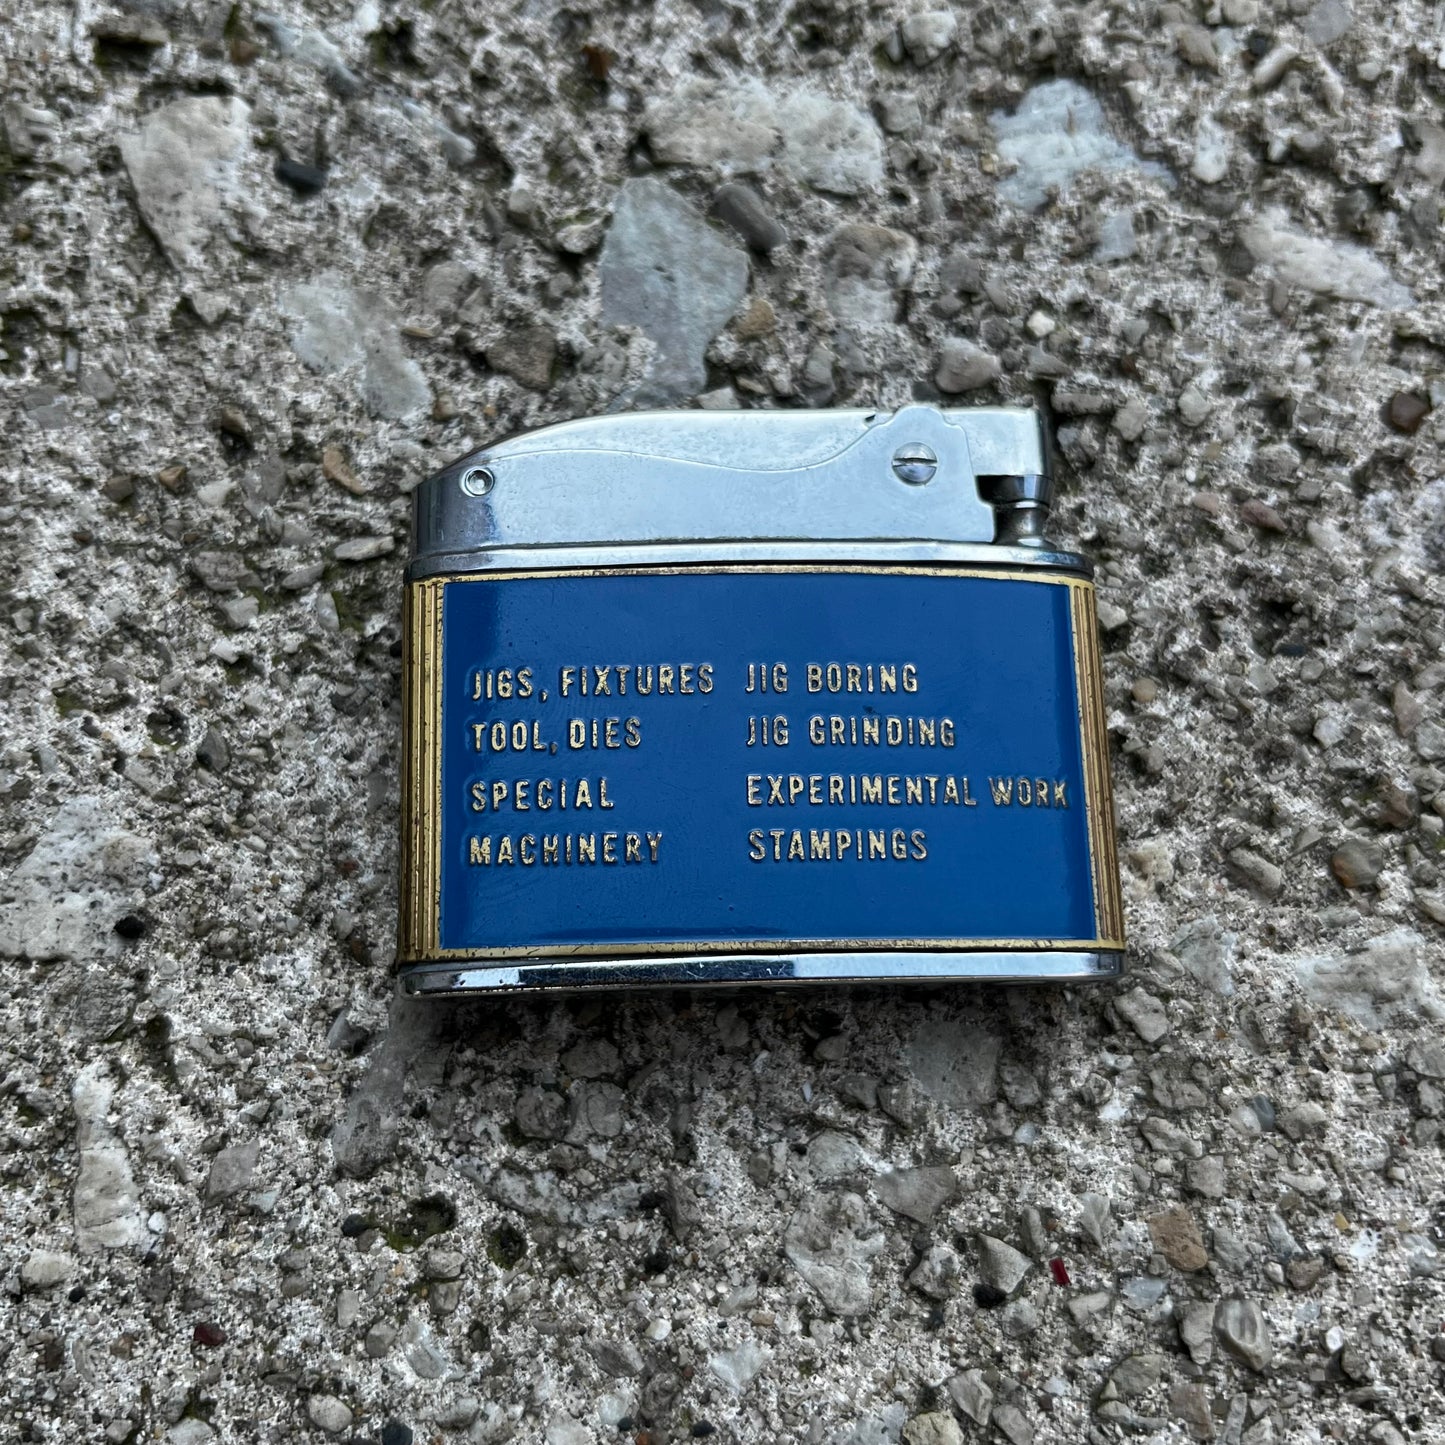 JIGS, FIXTURES
TOOL, DIES
SPECIAL
MACHINERY
JIG BORING
JIG GRINDING
EXPERIMENTAL WORK
STAMPINGS